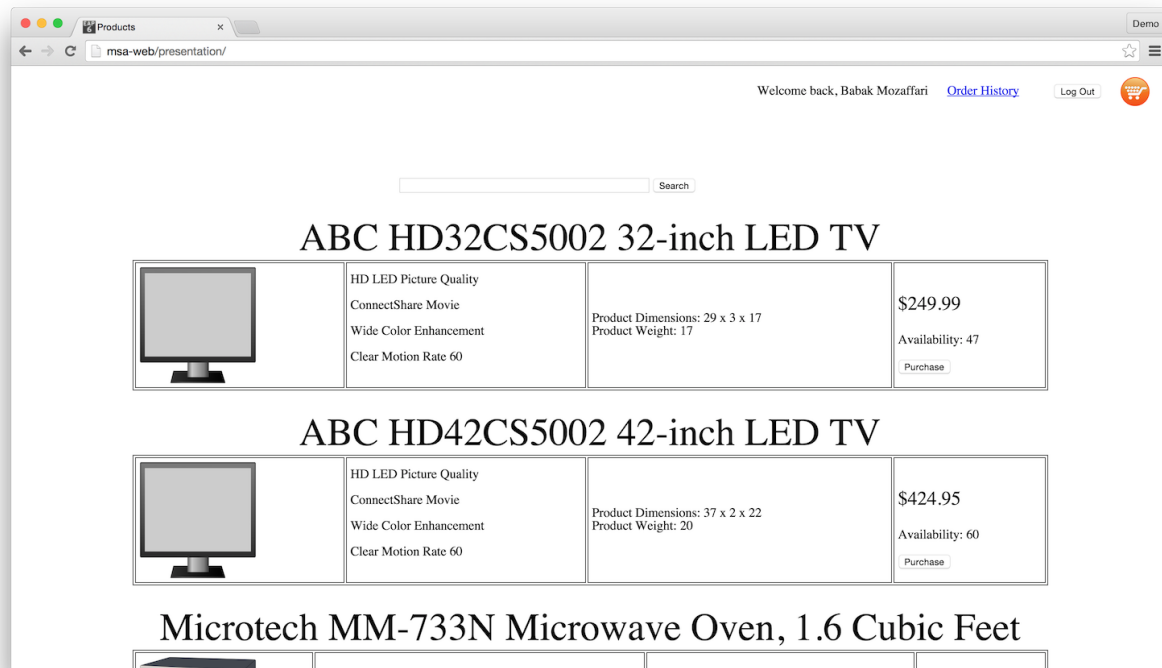 Products
Demo
msa-web/presentation/
Welcome back, Babak Mozaffari Order History Log Out
Search
ABC HD32CS5002 32-inch LED TV
HD LED Picture Quality
ConnectShare Movie
Wide Color Enhancement
Clear Motion Rate 60
Product Dimensions: 29 x 3 x 17
Product Weight: 17
$249.99
Availability: 47
Purchase
ABC HD42CS5002 42-inch LED TV
HD LED Picture Quality
ConnectShare Movie
Wide Color Enhancement
Clear Motion Rate 60
Product Dimensions: 37 x 2 x 22
Product Weight: 20
$424.95
Availability: 60
Purchase
Microtech MM-733N Microwave Oven, 1.6 Cubic Feet